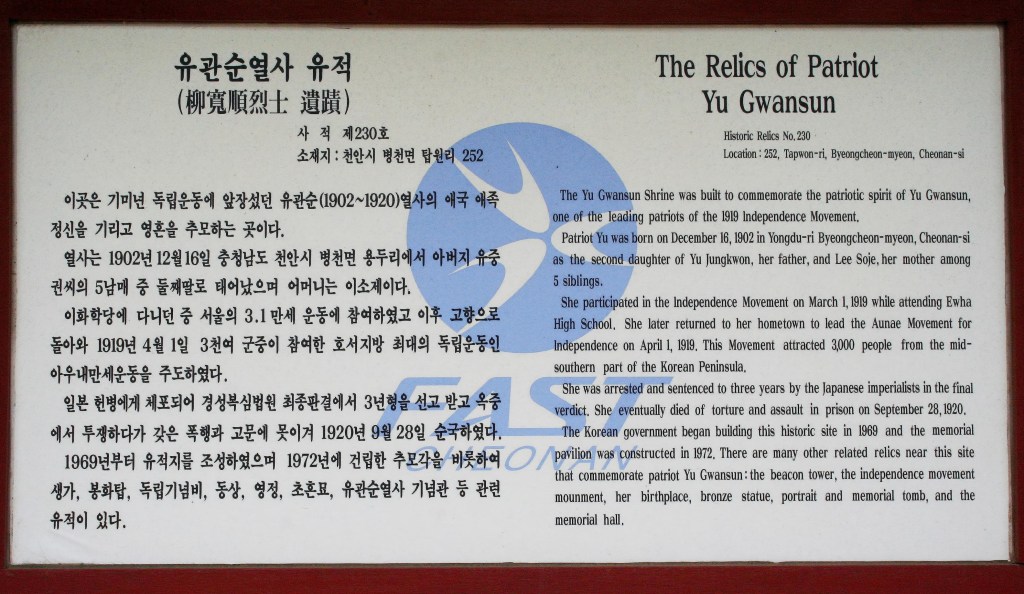 유관순열사 유적
(柳寬順烈士 遺蹟)
사 적 제230호
소재지 : 천안시 병천면 탑원리 252
이곳은 기미년 독립운동에 앞장섰던 유관순(1902~1920)열사의 애국 애족
정신을 기리고 영혼을 추모하는 곳이다.
열사는 1902년 12월16일 충청남도 천안시 병천면 용두리에서 아버지 유중
권씨의 5남매 중 둘째딸로 태어났으며 어머니는 이소제이다.
이화학당에 다니던 중 서울의 3.1 만세 운동에 참여하였고 이후 고향으로
돌아와 1919년 4월 1일 3천여 군중이 참여한 호서지방 최대의 독립운동인
아우내만세운동을 주도하였다.
일본 헌병에게 체포되어 경성복심법원 최종판결에서 3년형을 선고 받고 옥중
에서 투쟁하다가 갖은 폭행과 고문에 못이겨 1920년 9월 28일 순국하였다.
1969년부터 유적지를 조성하였으며 1972년에 건립한 추모각을 비롯하여
생가, 봉화탑, 독립기념비, 동상, 영정, 초혼묘, 유관순열사 기념관 등 관련
유적이 있다.
The Relics of Patriot
Yu Gwansun
Historic Relics No. 230
Location : 252, Tapwon-ri, Byeongcheon-myeon, Cheonan-si
The Yu Gwansun Shrine was built to commemorate the patriotic spirit of Yu Gwansun,
one of the leading patriots of the 1919 Independence Movement.
Patriot Yu was born on December 16, 1902 in Yongdu-ri Byeongcheon-myeon, Cheonan-si
as the second daughter of Yu Jungkwon, her father, and Lee Soje, her mother among
5 siblings.
She participated in the Independence Movement on March 1, 1919 while attending Ewha
High School. She later returned to her hometown to lead the Aunae Movement for
Independence on April 1, 1919. This Movement attracted 3,000 people from the mid-
southern part of the Korean Peninsula.
She was arrested and sentenced to three years by the Japanese imperialists in the final
verdict. She eventually died of torture and assault in prison on September 28, 1920.
The Korean government began building this historic site in 1969 and the memorial
pavilion was constructed in 1972. There are many other related relics near this site
that commemorate patriot Yu Gwansun : the beacon tower, the independence movement
mounment, her birthplace, bronze statue, portrait and memorial tomb, and the
memorial hall.
FAST
CHEONAN